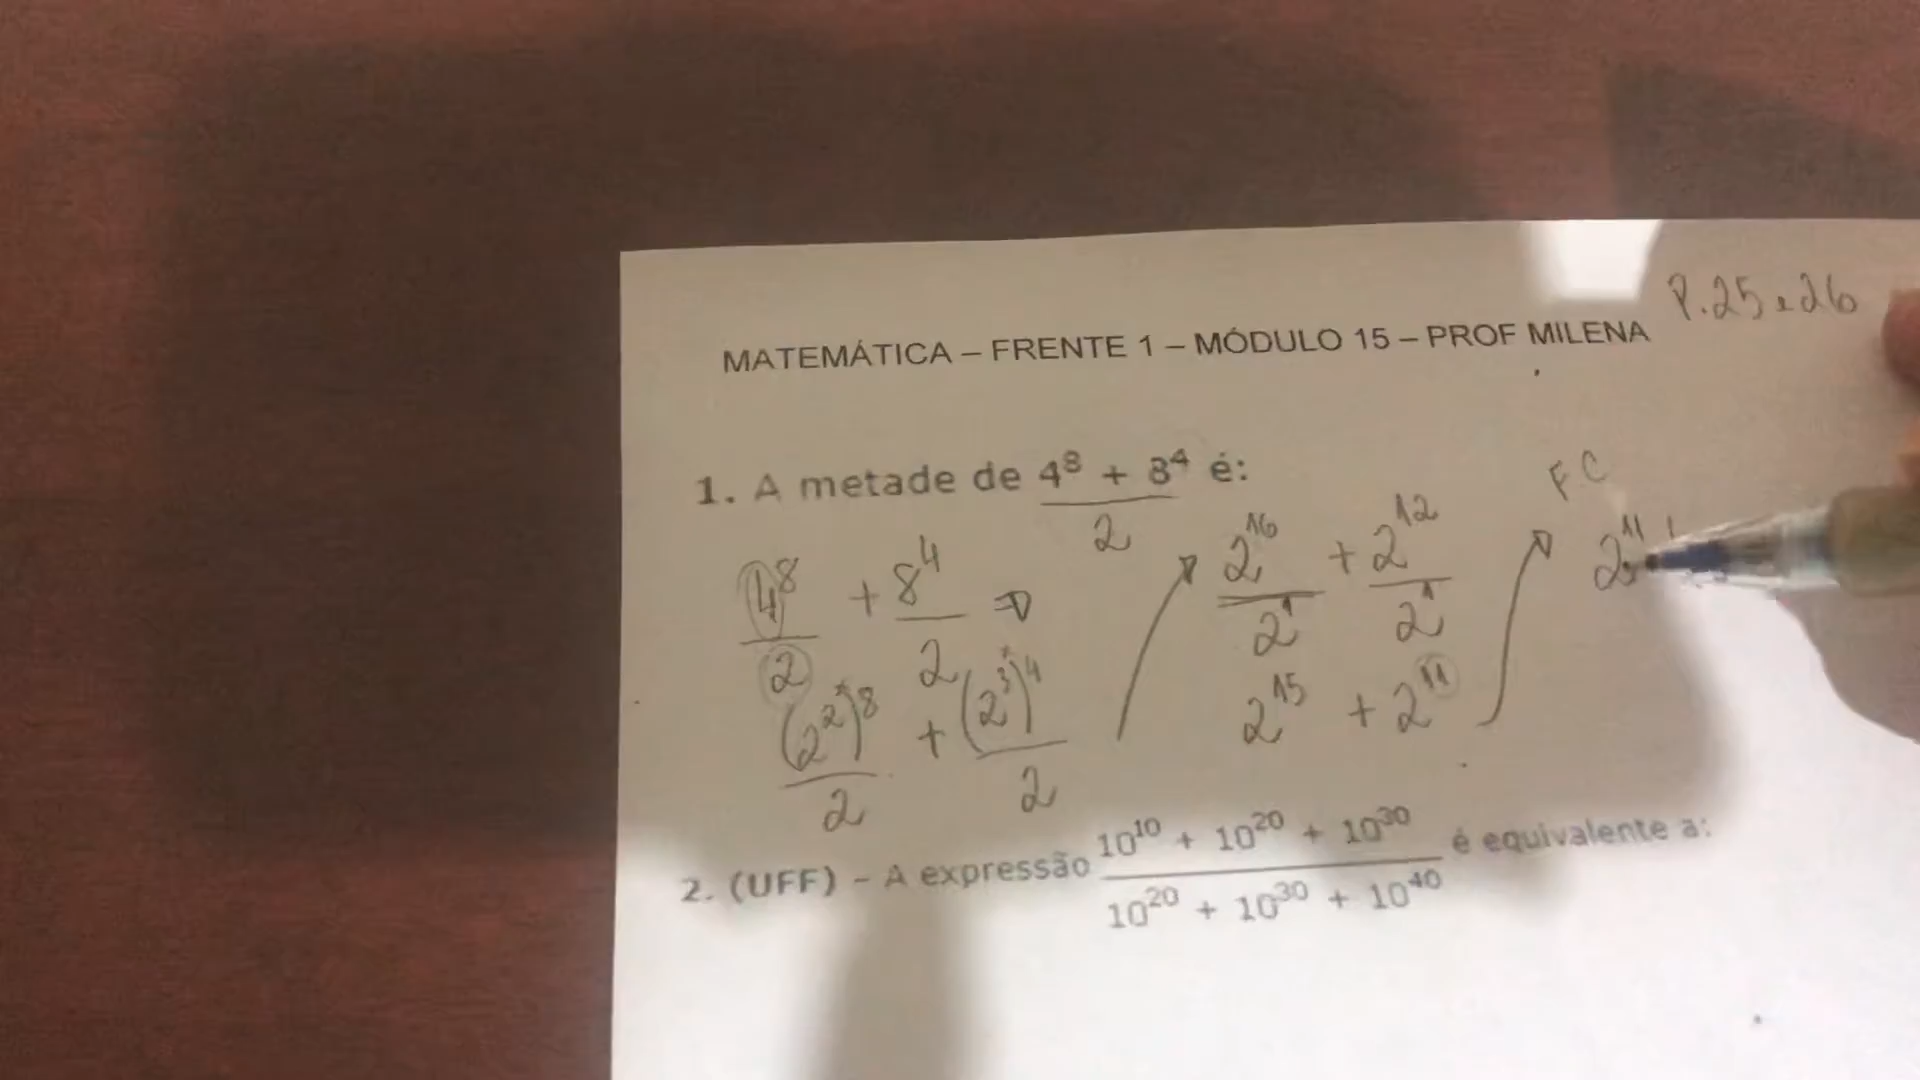 P. 25 e 26
MATEMÁTICA – FRENTE 1 – MÓDULO 15 – PROF MILENA
1. A metade de 4⁸ + 8⁴ é:
2
4⁸/2 + 8⁴/2 ⇒
(2²)⁸/2 + (2³)⁴/2
2¹⁶/2¹ + 2¹²/2¹
2¹⁵ + 2¹¹
FC
2¹¹
2. (UFF) – A expressão (10¹⁰ + 10²⁰ + 10³⁰)/(10²⁰ + 10³⁰ + 10⁴⁰) é equivalente a: